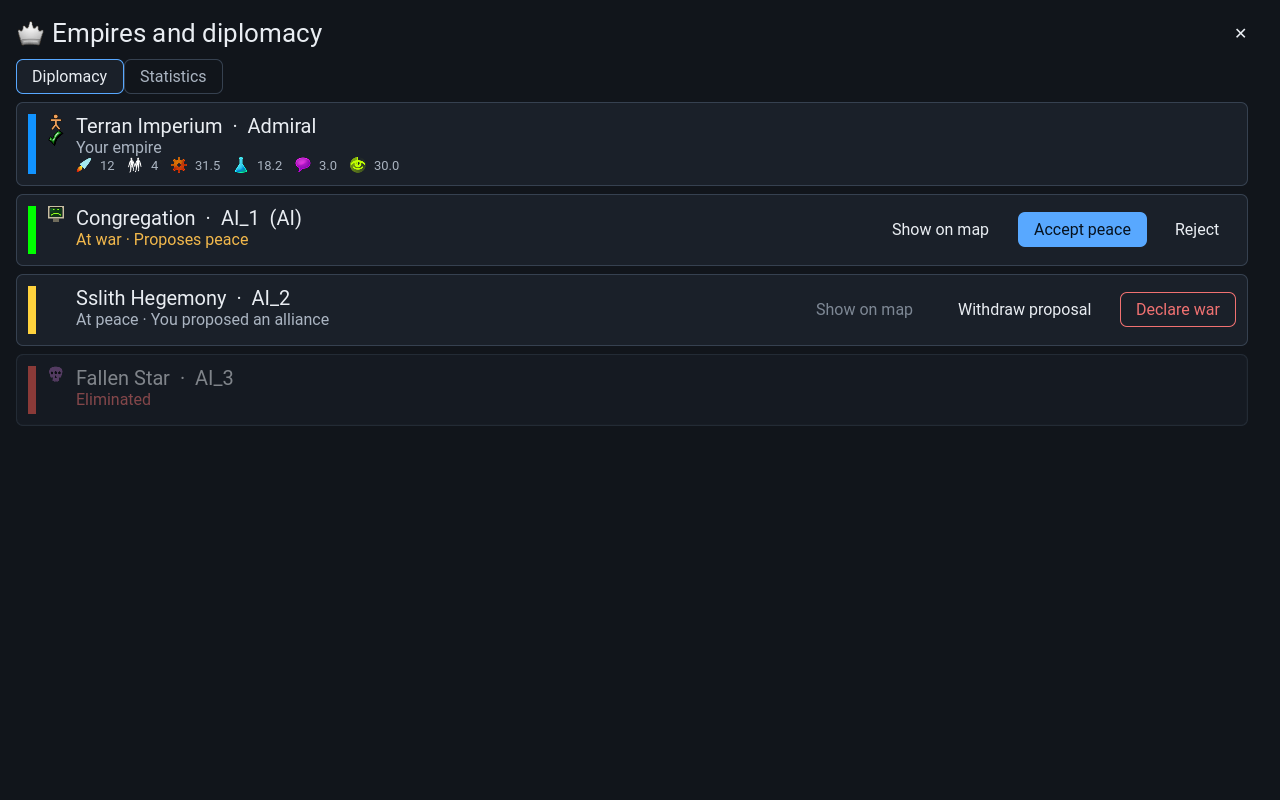 Empires and diplomacy
×
Diplomacy Statistics
Terran Imperium · Admiral
Your empire
12 4 31.5 18.2 3.0 30.0
Congregation · AI_1 (AI)
At war · Proposes peace
Show on map Accept peace Reject
Sslith Hegemony · AI_2
At peace · You proposed an alliance
Show on map Withdraw proposal Declare war
Fallen Star · AI_3
Eliminated